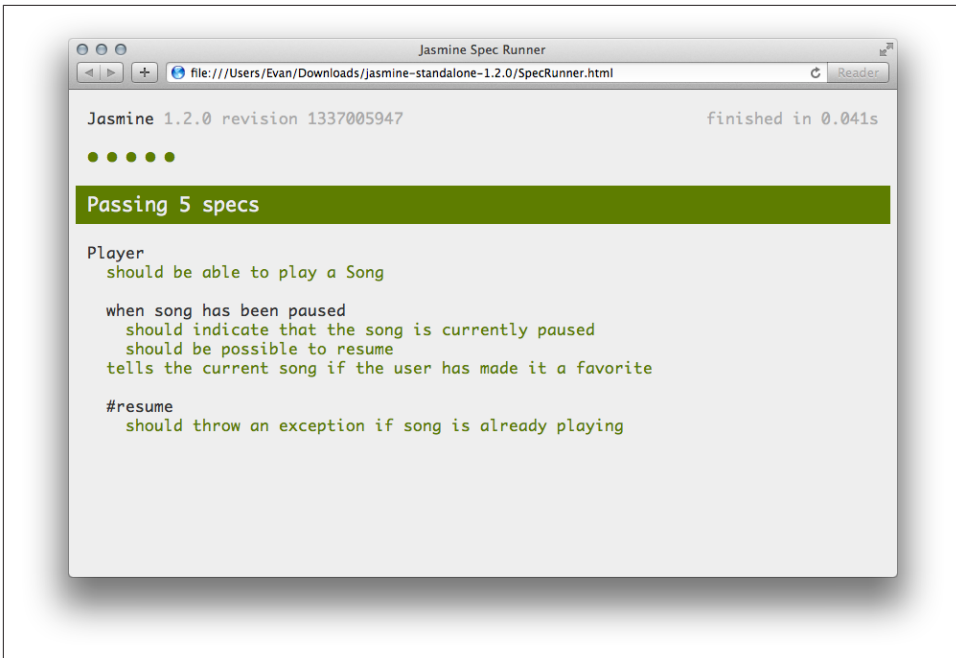 Jasmine Spec Runner
file:///Users/Evan/Downloads/jasmine-standalone-1.2.0/SpecRunner.html
Reader
Jasmine 1.2.0 revision 1337005947
finished in 0.041s
Passing 5 specs
Player
should be able to play a Song
when song has been paused
should indicate that the song is currently paused
should be possible to resume
tells the current song if the user has made it a favorite
#resume
should throw an exception if song is already playing